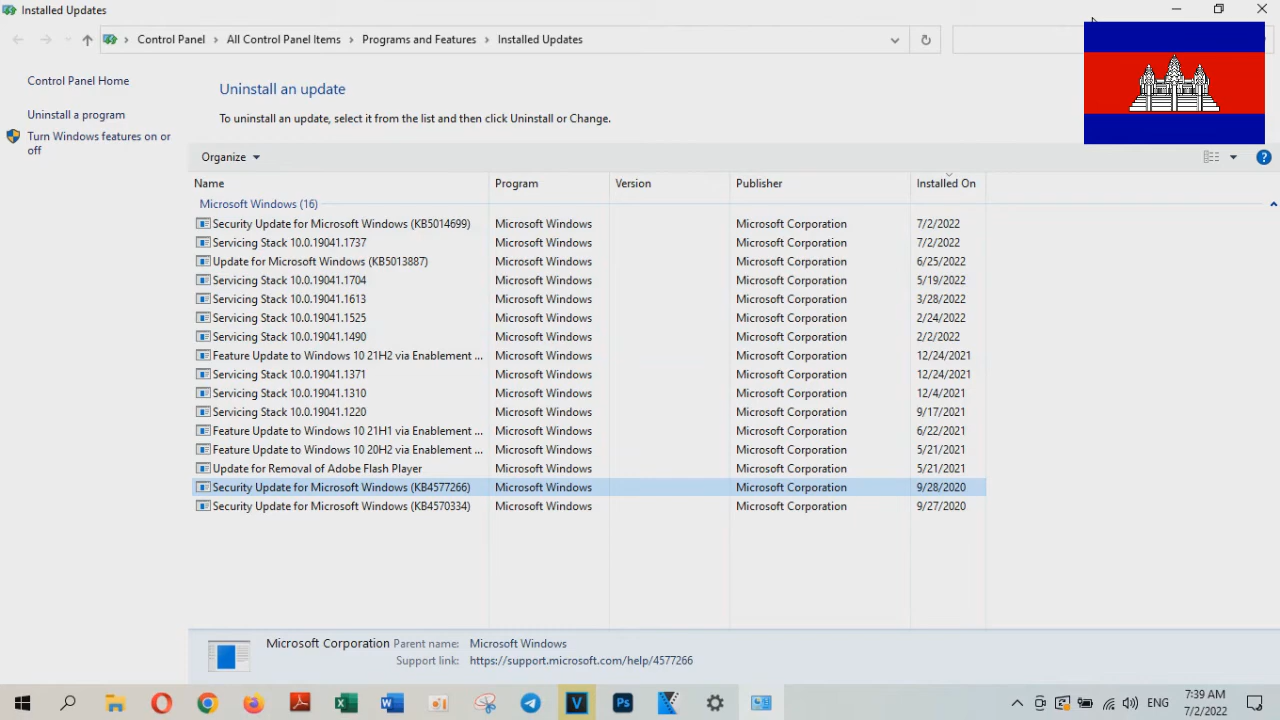 Installed Updates
Control Panel > All Control Panel Items > Programs and Features > Installed Updates
Control Panel Home
Uninstall a program
Turn Windows features on or
off
Uninstall an update
To uninstall an update, select it from the list and then click Uninstall or Change.
Organize
Name Program Version Publisher Installed On
Microsoft Windows (16)
Security Update for Microsoft Windows (KB5014699) Microsoft Windows Microsoft Corporation 7/2/2022
Servicing Stack 10.0.19041.1737 Microsoft Windows Microsoft Corporation 7/2/2022
Update for Microsoft Windows (KB5013887) Microsoft Windows Microsoft Corporation 6/25/2022
Servicing Stack 10.0.19041.1704 Microsoft Windows Microsoft Corporation 5/19/2022
Servicing Stack 10.0.19041.1613 Microsoft Windows Microsoft Corporation 3/28/2022
Servicing Stack 10.0.19041.1525 Microsoft Windows Microsoft Corporation 2/24/2022
Servicing Stack 10.0.19041.1490 Microsoft Windows Microsoft Corporation 2/2/2022
Feature Update to Windows 10 21H2 via Enablement ... Microsoft Windows Microsoft Corporation 12/24/2021
Servicing Stack 10.0.19041.1371 Microsoft Windows Microsoft Corporation 12/24/2021
Servicing Stack 10.0.19041.1310 Microsoft Windows Microsoft Corporation 12/4/2021
Servicing Stack 10.0.19041.1220 Microsoft Windows Microsoft Corporation 9/17/2021
Feature Update to Windows 10 21H1 via Enablement ... Microsoft Windows Microsoft Corporation 6/22/2021
Feature Update to Windows 10 20H2 via Enablement ... Microsoft Windows Microsoft Corporation 5/21/2021
Update for Removal of Adobe Flash Player Microsoft Windows Microsoft Corporation 5/21/2021
Security Update for Microsoft Windows (KB4577266) Microsoft Windows Microsoft Corporation 9/28/2020
Security Update for Microsoft Windows (KB4570334) Microsoft Windows Microsoft Corporation 9/27/2020
Microsoft Corporation Parent name: Microsoft Windows
Support link: https://support.microsoft.com/help/4577266
ENG
7:39 AM
7/2/2022